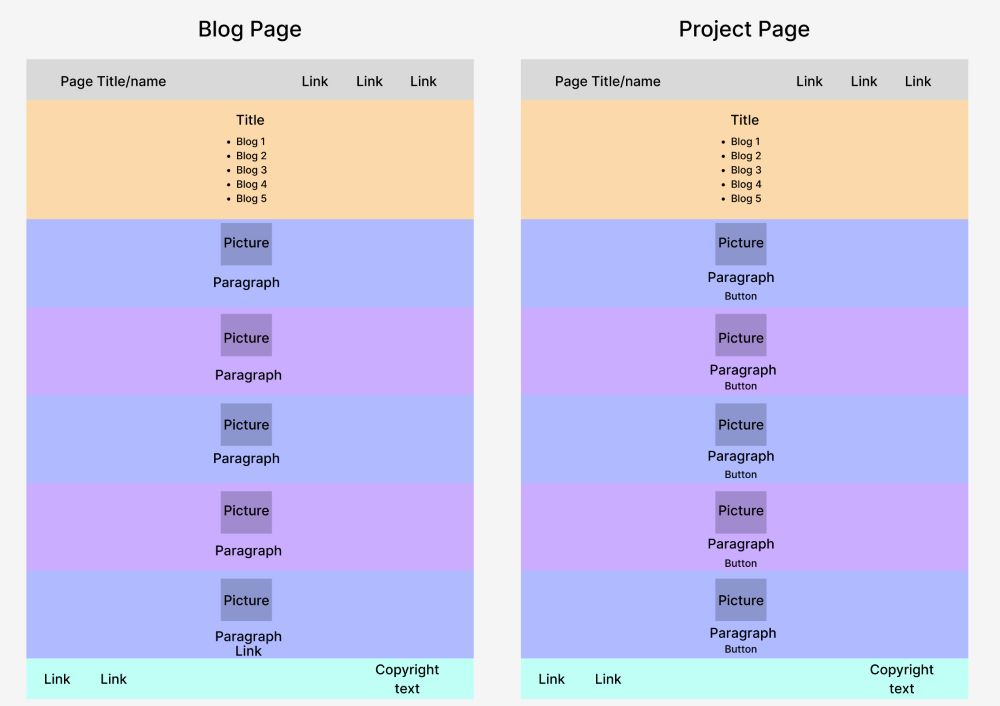 Blog Page
Page Title/name Link Link Link
Title
Blog 1
Blog 2
Blog 3
Blog 4
Blog 5
Picture
Paragraph
Picture
Paragraph
Picture
Paragraph
Picture
Paragraph
Picture
Paragraph
Link
Link Link Copyright
text
Project Page
Page Title/name Link Link Link
Title
Blog 1
Blog 2
Blog 3
Blog 4
Blog 5
Picture
Paragraph
Button
Picture
Paragraph
Button
Picture
Paragraph
Button
Picture
Paragraph
Button
Picture
Paragraph
Button
Link Link Copyright
text